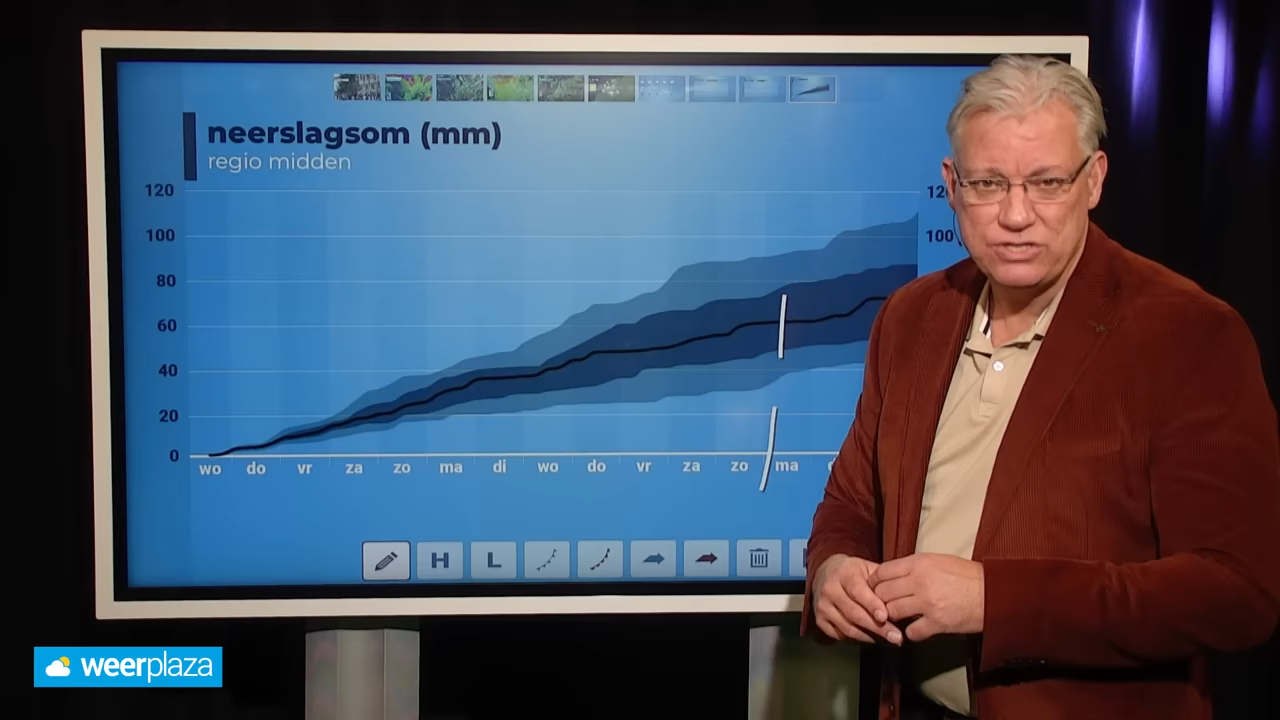 neerslagsom (mm)
regio midden
120
100
80
60
40
20
0
120
100
wo do vr za zo ma di wo do vr za zo ma
H L
weerplaza